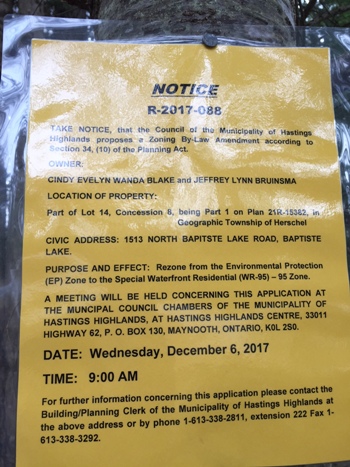 NOTICE
R-2017-088
TAKE NOTICE, that the Council of the Municipality of Hastings
Highlands proposes a Zoning By-Law Amendment according to
Section 34, (10) of the Planning Act.
OWNER:
CINDY EVELYN WANDA BLAKE and JEFFREY LYNN BRUINSMA
LOCATION OF PROPERTY:
Part of Lot 14, Concession 8, being Part 1 on Plan 21R-15362, in
Geographic Township of Herschel
CIVIC ADDRESS: 1513 NORTH BAPITSTE LAKE ROAD, BAPTISTE
LAKE.
PURPOSE AND EFFECT: Rezone from the Environmental Protection
(EP) Zone to the Special Waterfront Residential (WR-95) – 95 Zone.
A MEETING WILL BE HELD CONCERNING THIS APPLICATION AT
THE MUNCIPAL COUNCIL CHAMBERS OF THE MUNICIPALITY OF
HASTINGS HIGHLANDS, AT HASTINGS HIGHLANDS CENTRE, 33011
HIGHWAY 62, P. O. BOX 130, MAYNOOTH, ONTARIO, K0L 2S0.
DATE: Wednesday, December 6, 2017
TIME: 9:00 AM
For further information concerning this application please contact the
Building/Planning Clerk of the Municipality of Hastings Highlands at
the above address or by phone 1-613-338-2811, extension 222 Fax 1-
613-338-3292.